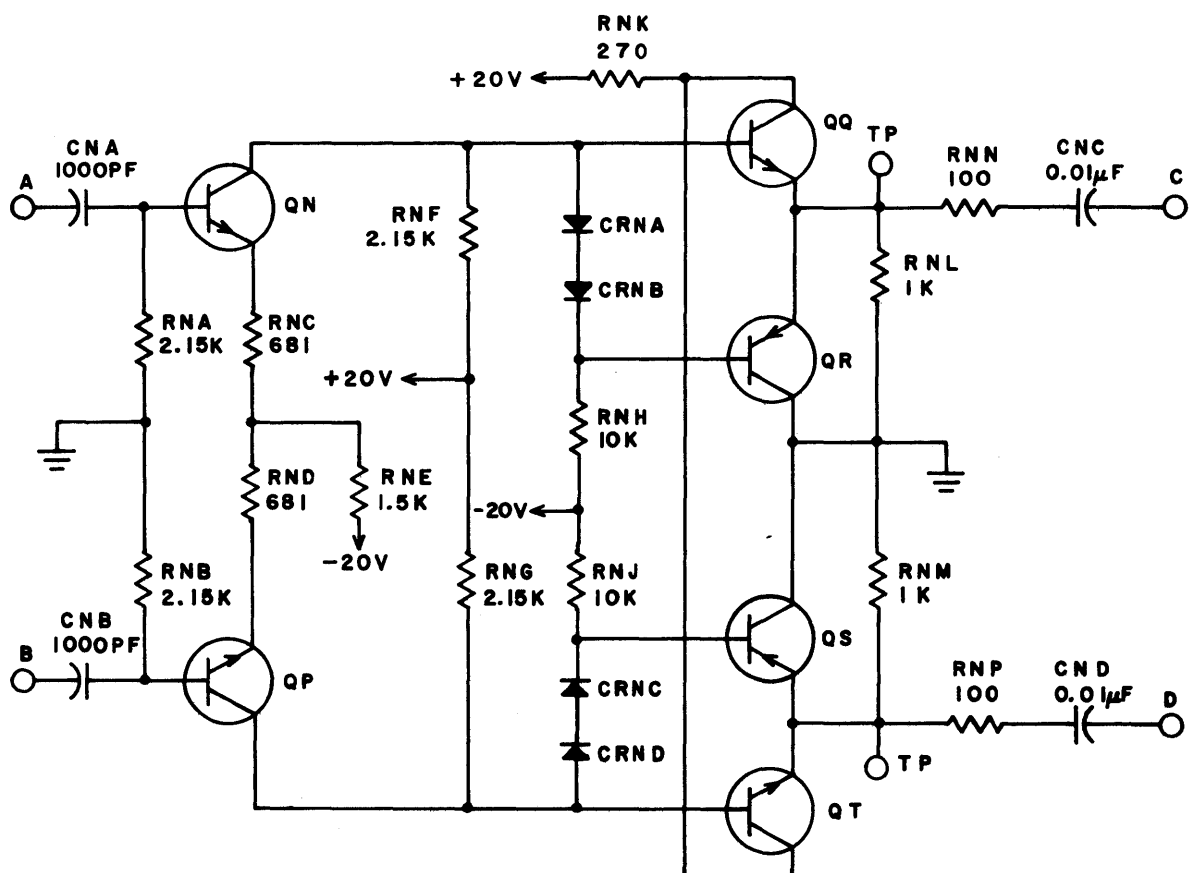 RNK
270
+20V
QQ
TP
RNN
100
CNC
0.01µF
C
CNA
1000PF
A
QN
RNF
2.15K
CRNA
CRNB
RNL
1K
RNA
2.15K
RNC
681
QR
+20V
RNH
10K
RND
681
RNE
1.5K
-20V
-20V
RNB
2.15K
RNG
2.15K
RNJ
10K
RNM
1K
CNB
1000PF
B
QP
QS
CRNC
CRND
RNP
100
CND
0.01µF
D
TP
QT